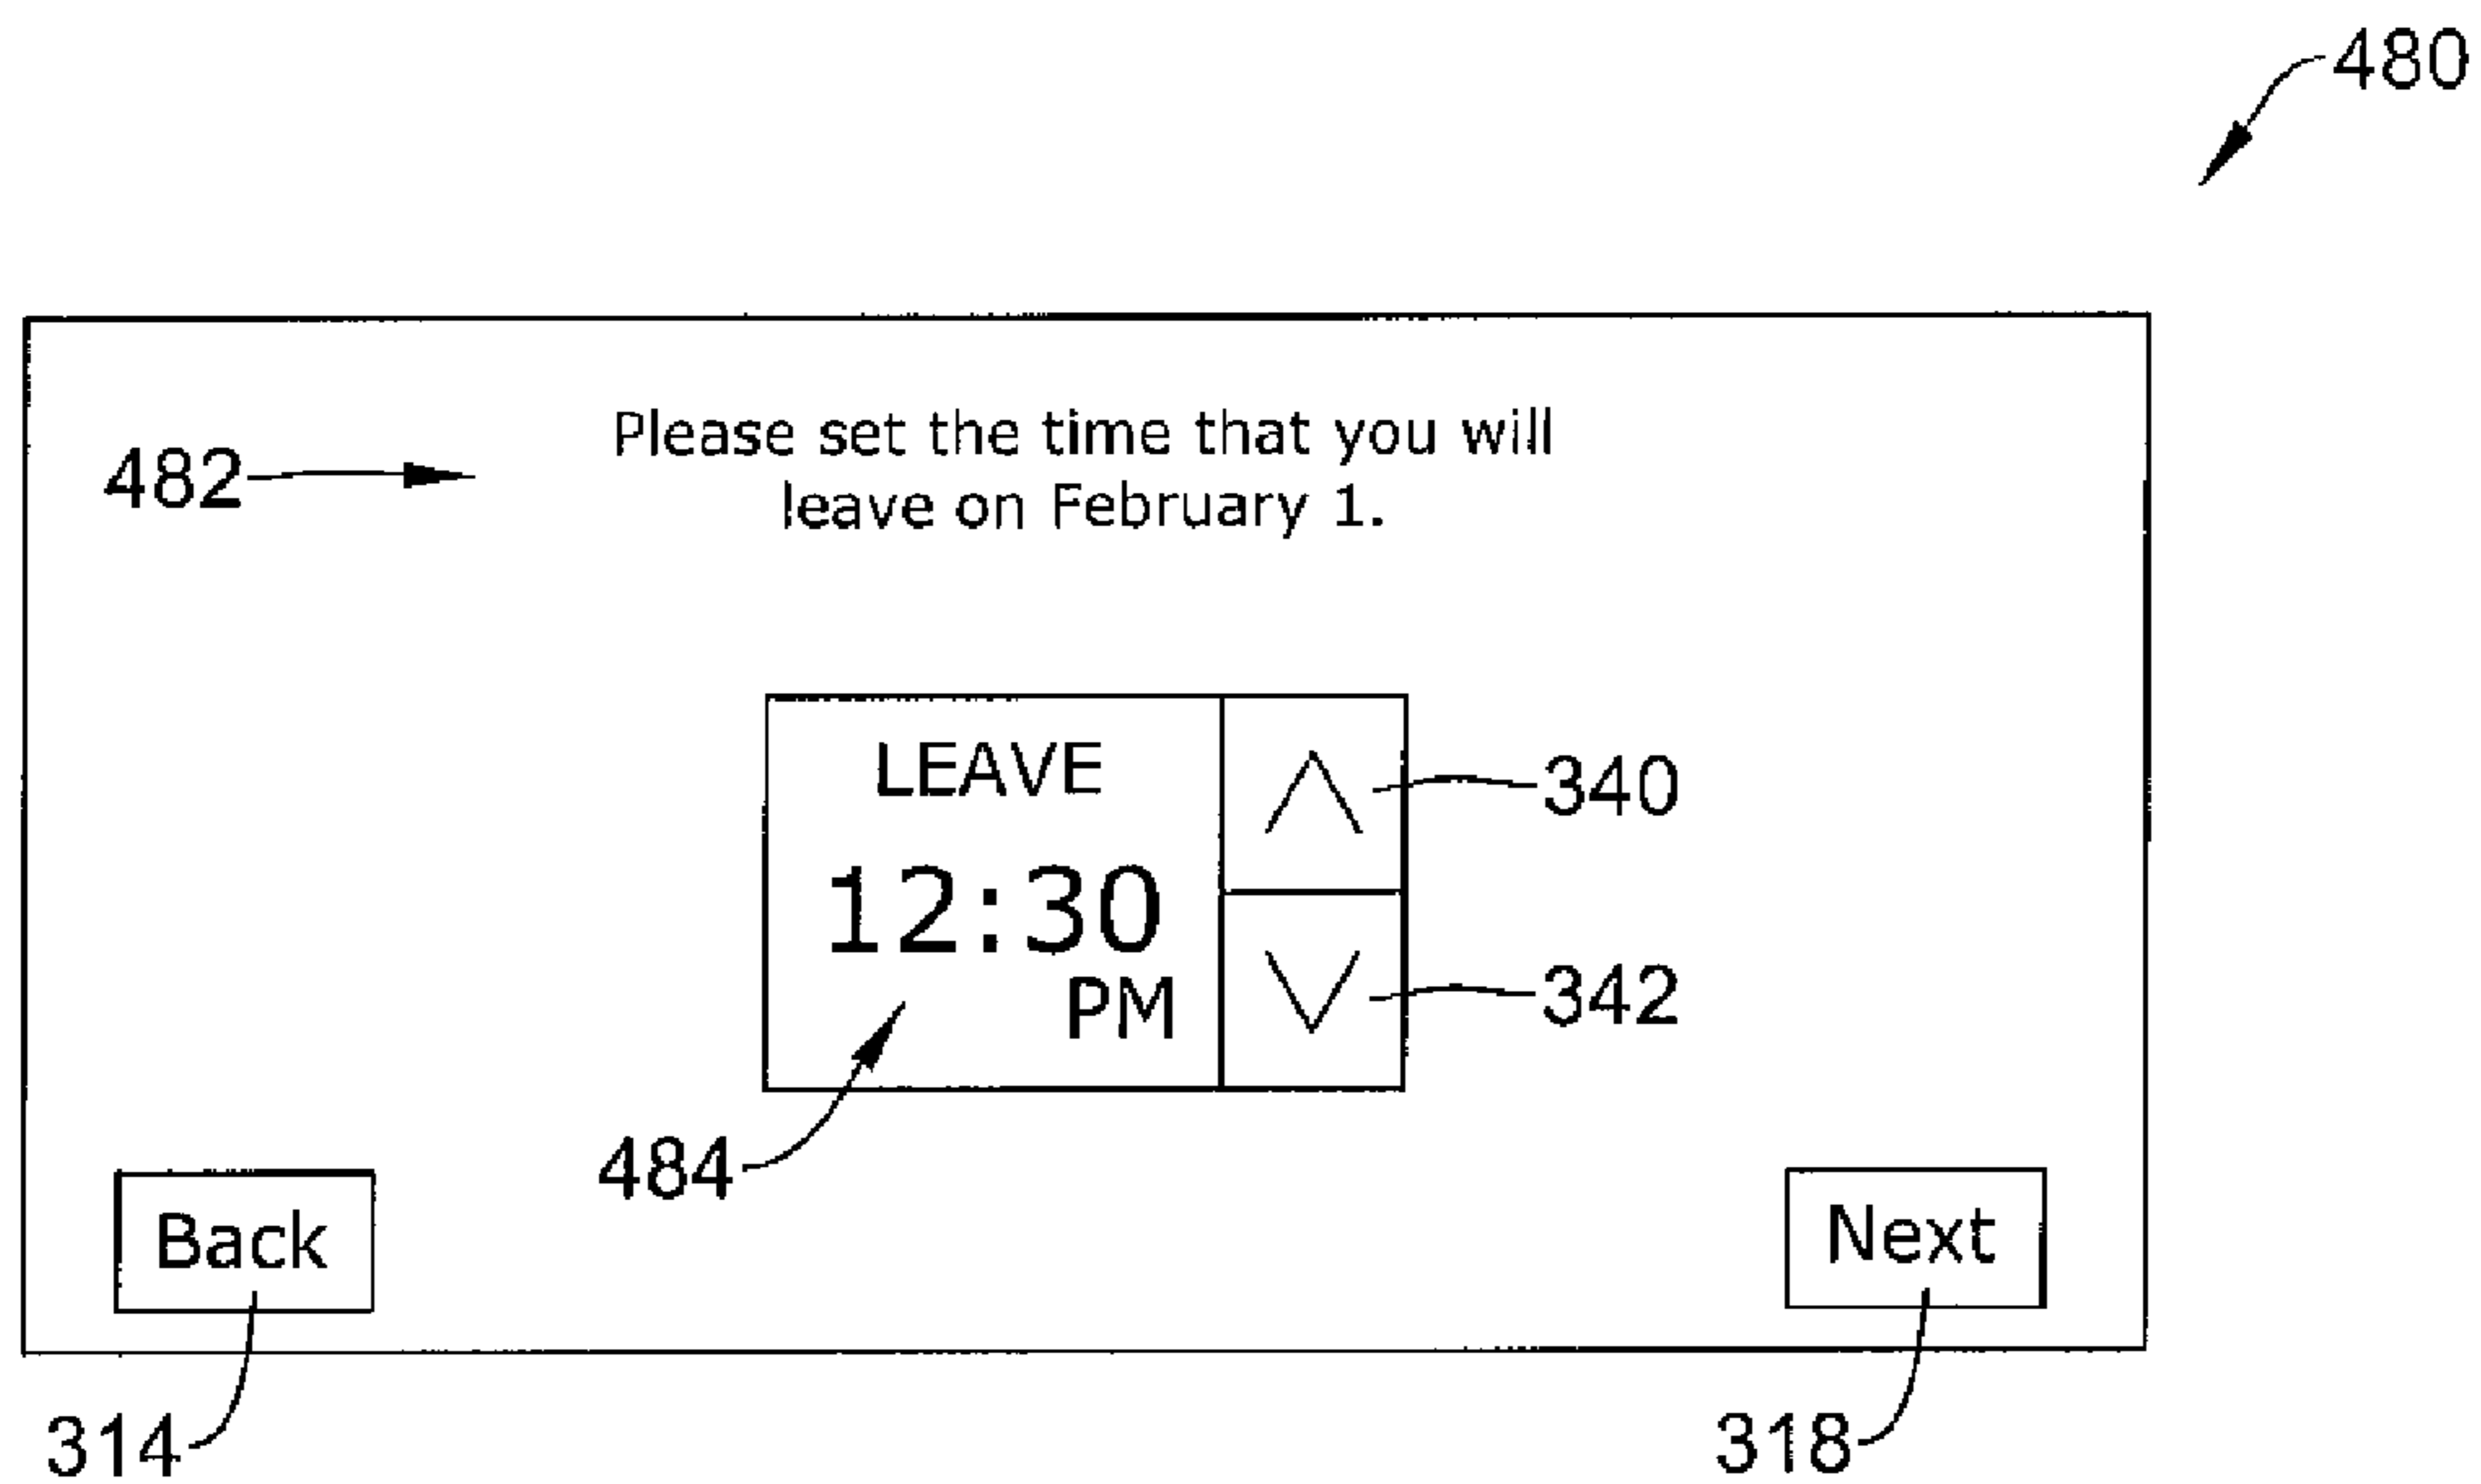 480
Please set the time that you will
482
leave on February 1.
LEAVE
340
12:30
PM
342
484
Back
Next
314
318